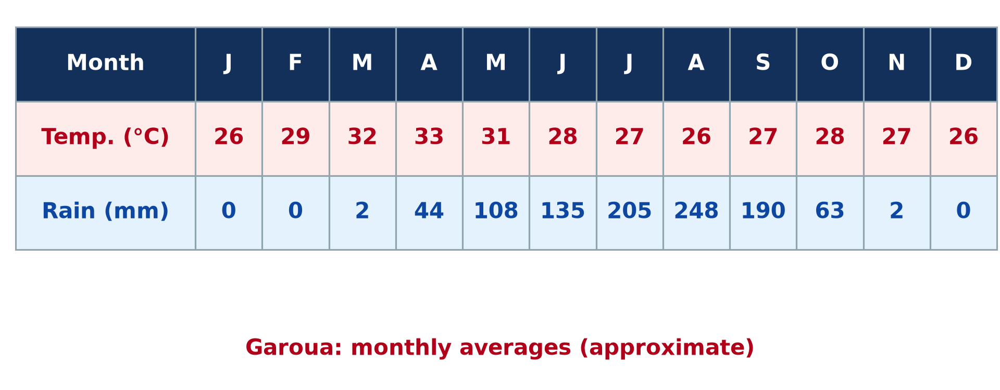 Month J F M A M J J A S O N D
Temp. (°C) 26 29 32 33 31 28 27 26 27 28 27 26
Rain (mm) 0 0 2 44 108 135 205 248 190 63 2 0
Garoua: monthly averages (approximate)